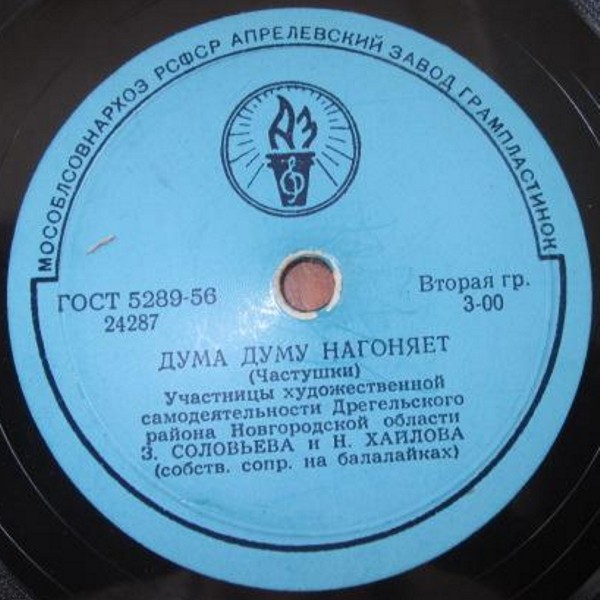 МОСОБЛСОВНАРХОЗ РСФСР АПРЕЛЕВСКИЙ ЗАВОД ГРАМПЛАСТИНОК
АЗ
ГОСТ 5289-56
24287
Вторая гр.
3-00
ДУМА ДУМУ НАГОНЯЕТ
(Частушки)
Участницы художественной
самодеятельности Дрегельского
района Новгородской области
З. СОЛОВЬЕВА и Н. ХАИЛОВА
(собств. сопр. на балалайках)